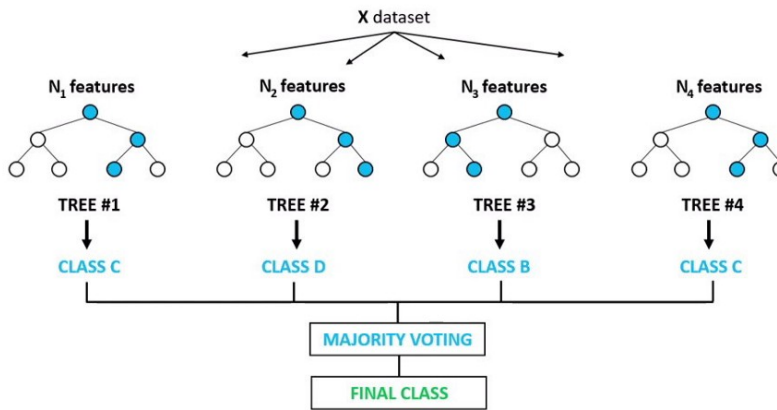 X dataset
N₁ features N₂ features N₃ features N₄ features
TREE #1 TREE #2 TREE #3 TREE #4
CLASS C CLASS D CLASS B CLASS C
MAJORITY VOTING
FINAL CLASS